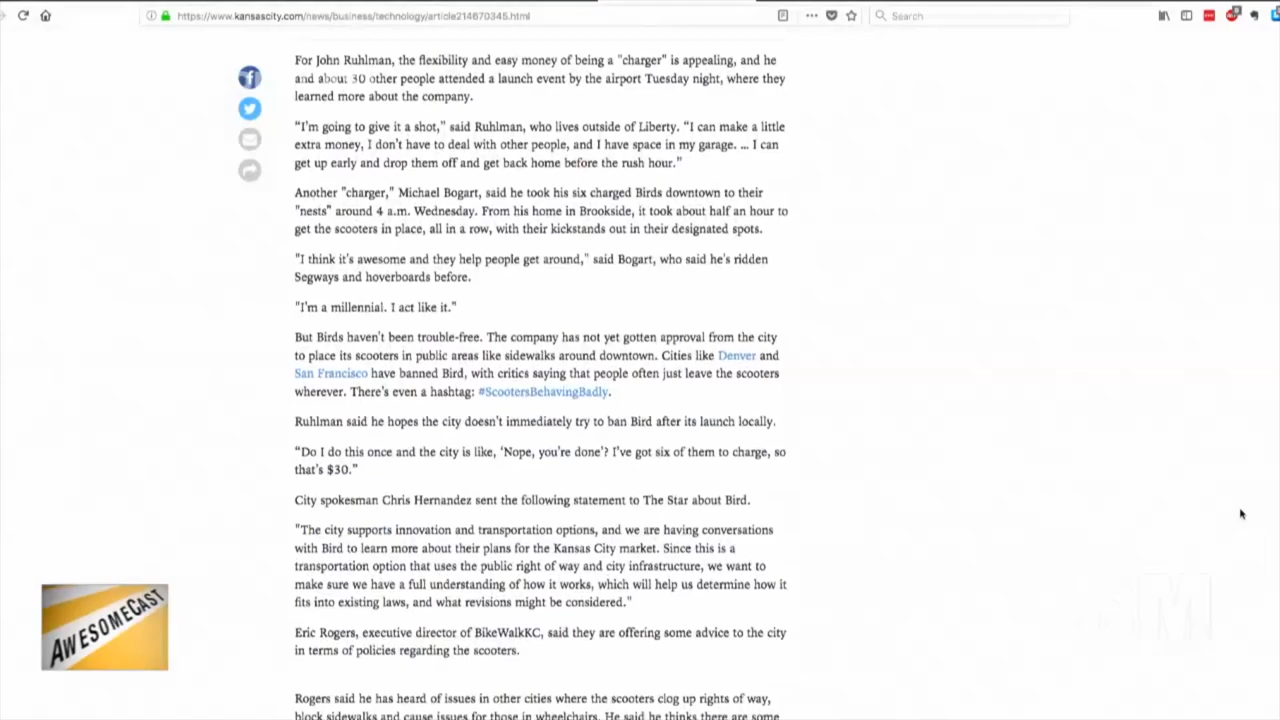 https://www.kansascity.com/news/business/technology/article214670345.html
Search
For John Ruhlman, the flexibility and easy money of being a "charger" is appealing, and he
and about 30 other people attended a launch event by the airport Tuesday night, where they
learned more about the company.
“I’m going to give it a shot,” said Ruhlman, who lives outside of Liberty. “I can make a little
extra money, I don’t have to deal with other people, and I have space in my garage. … I can
get up early and drop them off and get back home before the rush hour.”
Another "charger," Michael Bogart, said he took his six charged Birds downtown to their
"nests" around 4 a.m. Wednesday. From his home in Brookside, it took about half an hour to
get the scooters in place, all in a row, with their kickstands out in their designated spots.
"I think it's awesome and they help people get around," said Bogart, who said he's ridden
Segways and hoverboards before.
"I'm a millennial. I act like it."
But Birds haven't been trouble-free. The company has not yet gotten approval from the city
to place its scooters in public areas like sidewalks around downtown. Cities like Denver and
San Francisco have banned Bird, with critics saying that people often just leave the scooters
wherever. There's even a hashtag: #ScootersBehavingBadly.
Ruhlman said he hopes the city doesn’t immediately try to ban Bird after its launch locally.
“Do I do this once and the city is like, ‘Nope, you’re done’? I’ve got six of them to charge, so
that’s $30.”
City spokesman Chris Hernandez sent the following statement to The Star about Bird.
"The city supports innovation and transportation options, and we are having conversations
with Bird to learn more about their plans for the Kansas City market. Since this is a
transportation option that uses the public right of way and city infrastructure, we want to
make sure we have a full understanding of how it works, which will help us determine how it
fits into existing laws, and what revisions might be considered."
Eric Rogers, executive director of BikeWalkKC, said they are offering some advice to the city
in terms of policies regarding the scooters.
Rogers said he has heard of issues in other cities where the scooters clog up rights of way,
block sidewalks and cause issues for those in wheelchairs. He said he thinks there are some
AWESOMECAST